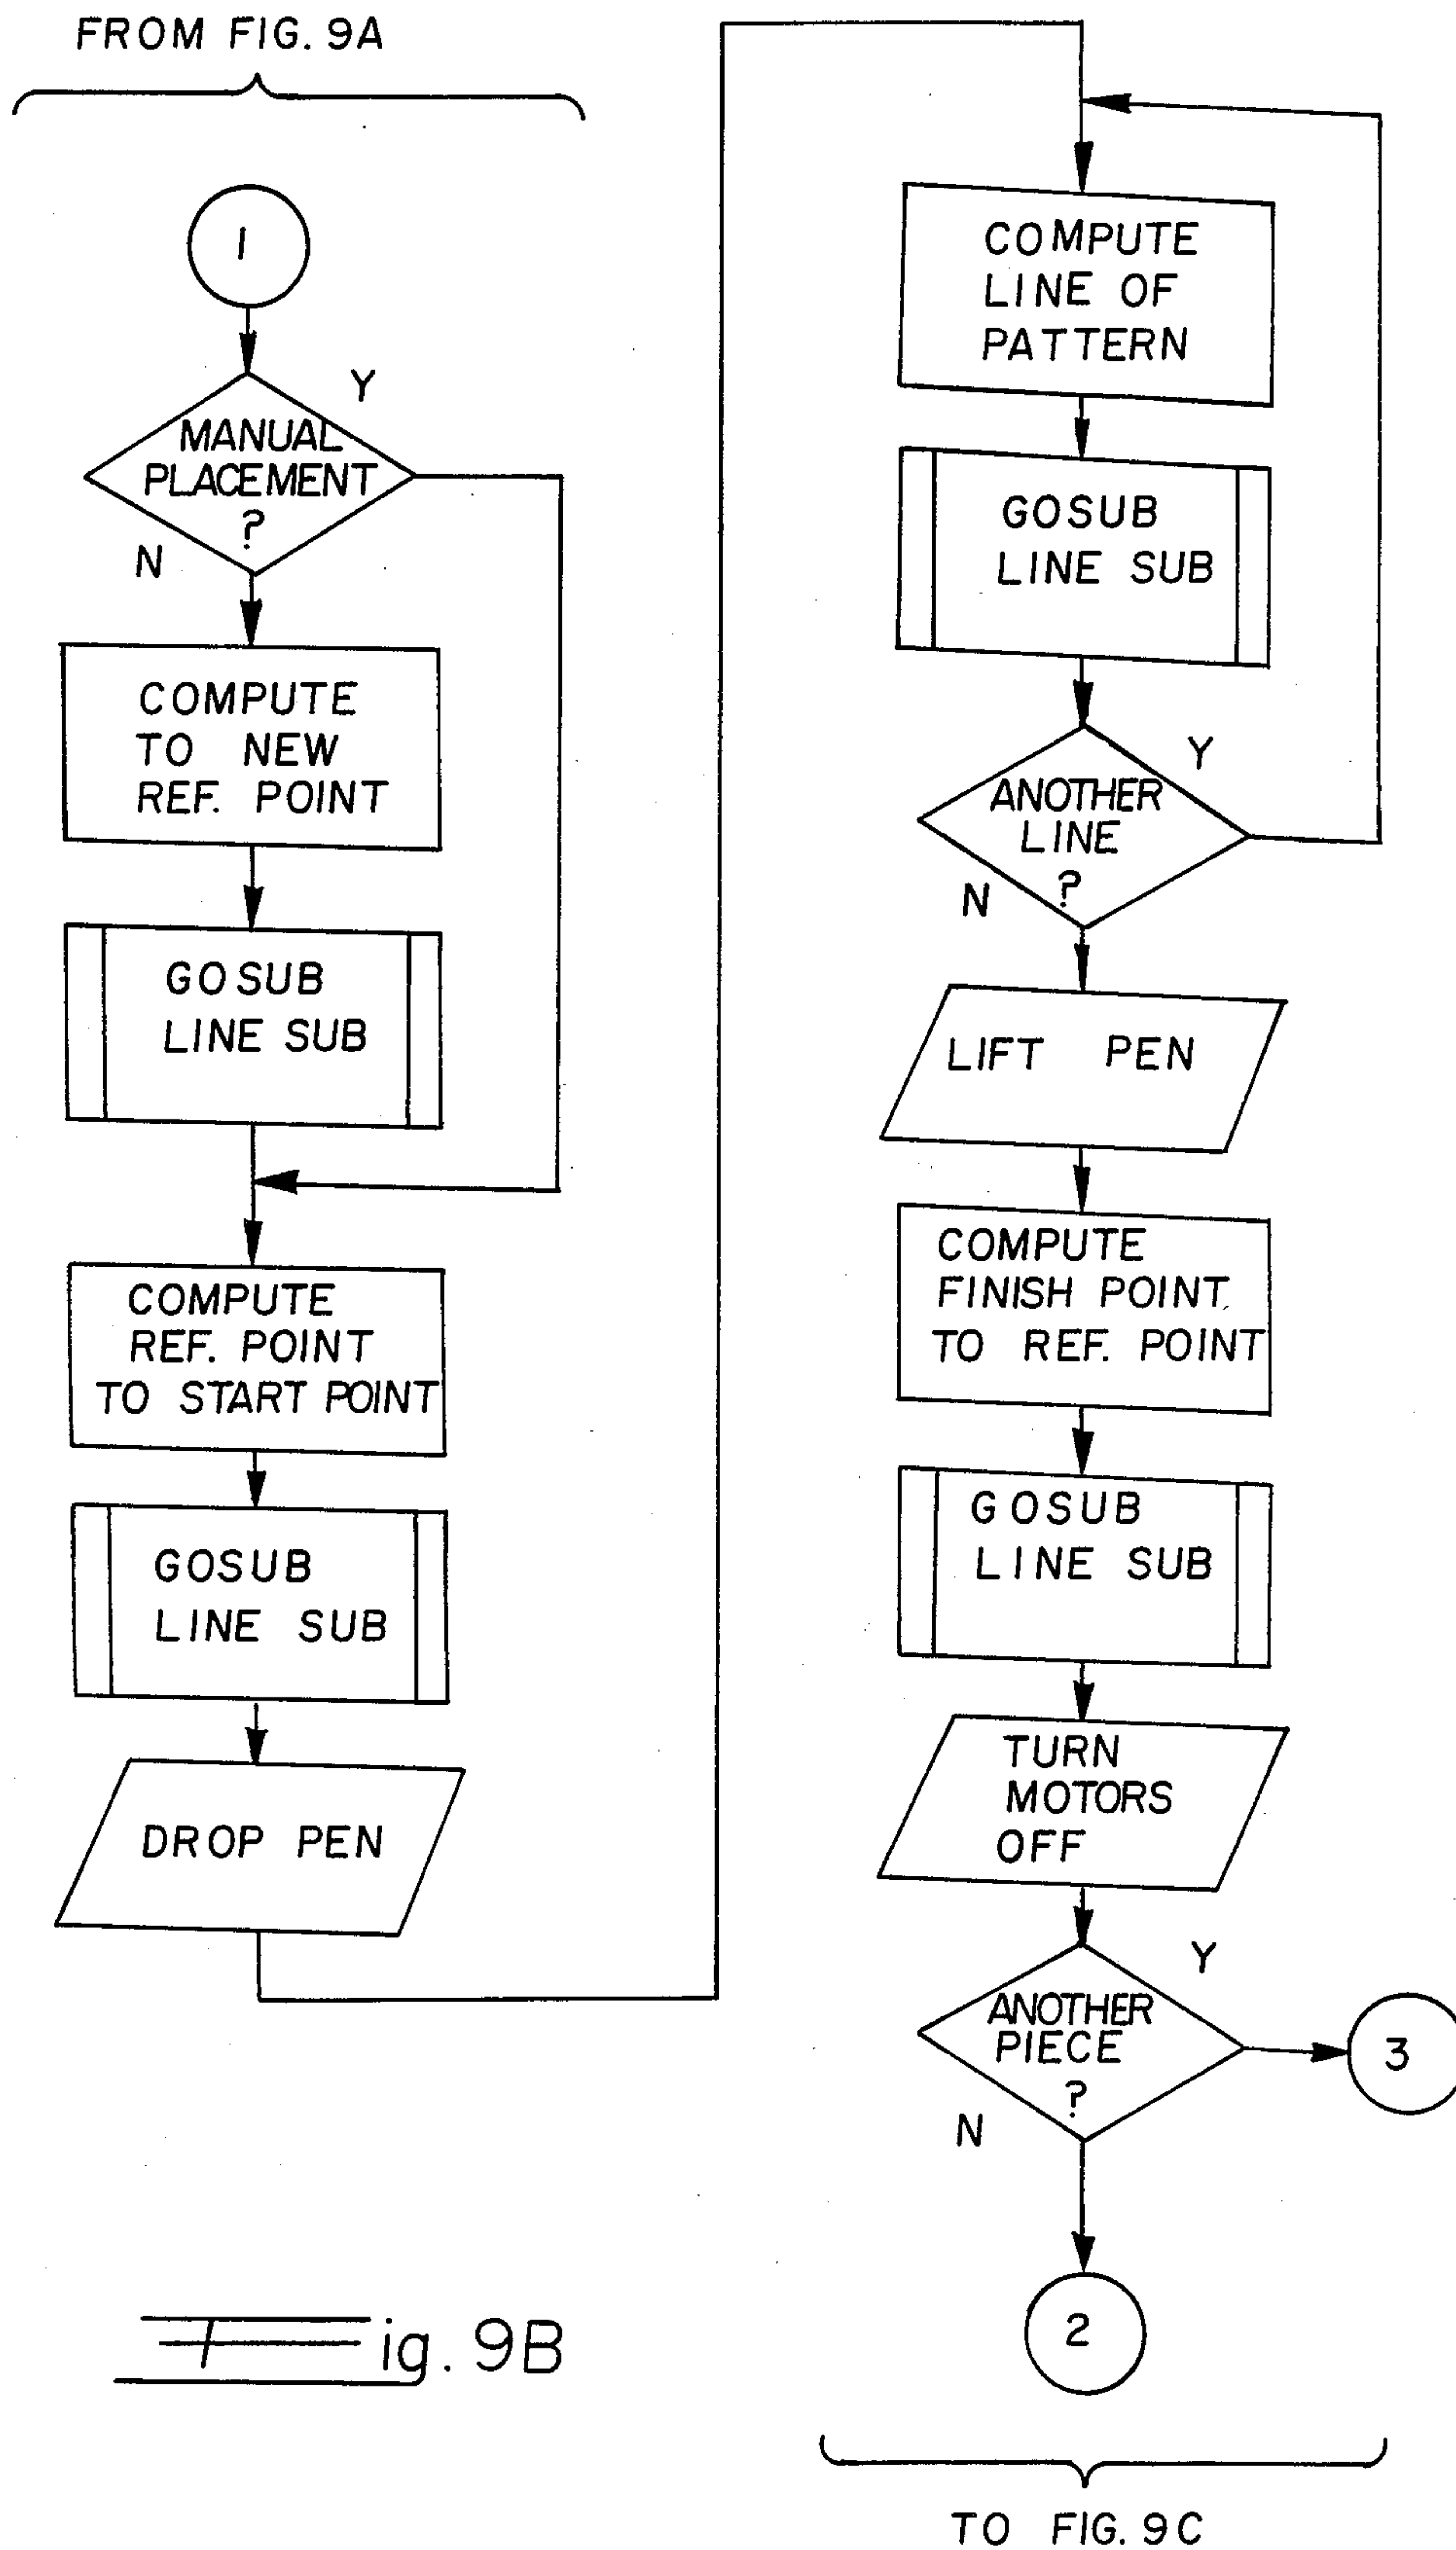 FROM FIG. 9A
1
Y
MANUAL
PLACEMENT
?
N
COMPUTE
TO NEW
REF. POINT
GOSUB
LINE SUB
COMPUTE
REF. POINT
TO START POINT
GOSUB
LINE SUB
DROP PEN
COMPUTE
LINE OF
PATTERN
GOSUB
LINE SUB
Y
ANOTHER
LINE
?
N
LIFT PEN
COMPUTE
FINISH POINT
TO REF. POINT
GOSUB
LINE SUB
TURN
MOTORS
OFF
Y
ANOTHER
PIECE
?
N
3
2
TO FIG. 9C
Fig. 9B